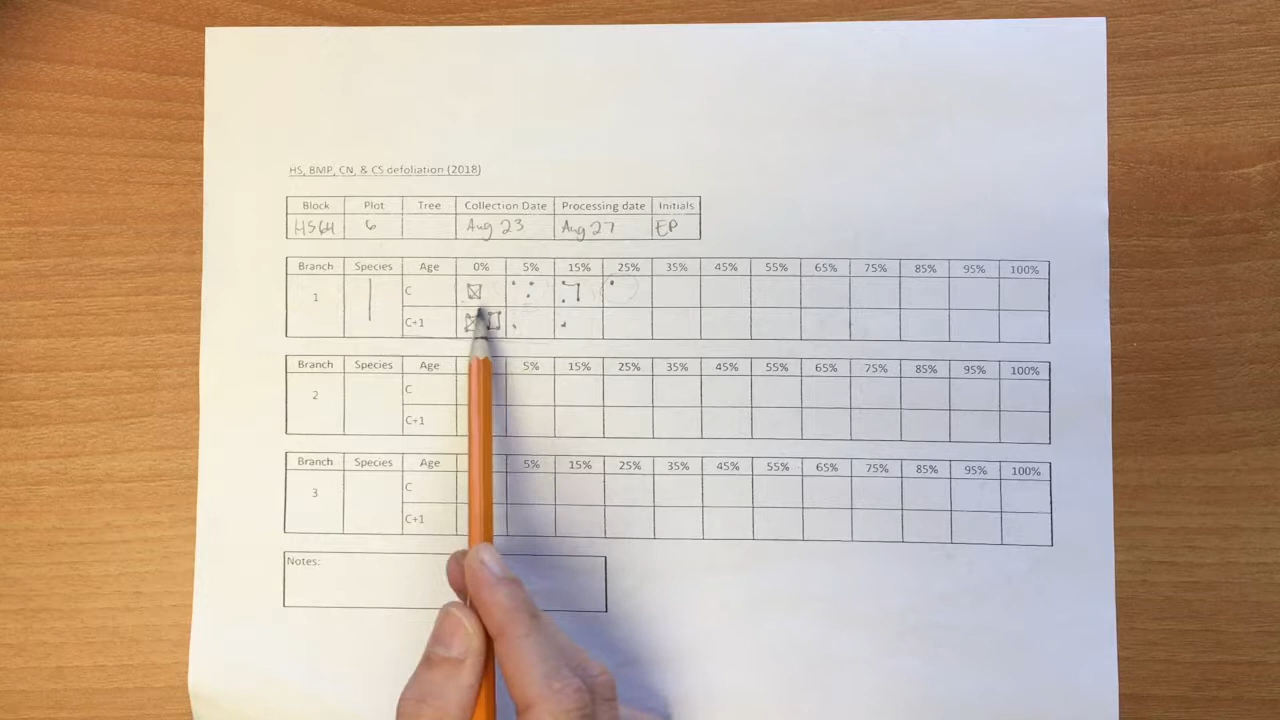 HS, BMP, CN, & CS defoliation (2018)
Block Plot Tree Collection Date Processing date Initials
HS64 6 Aug 23 Aug 27 EP
Branch Species Age 0% 5% 15% 25% 35% 45% 55% 65% 75% 85% 95% 100%
1 C
C+1
Branch Species Age 5% 15% 25% 35% 45% 55% 65% 75% 85% 95% 100%
2 C
C+1
Branch Species Age 5% 15% 25% 35% 45% 55% 65% 75% 85% 95% 100%
3 C
C+1
Notes: